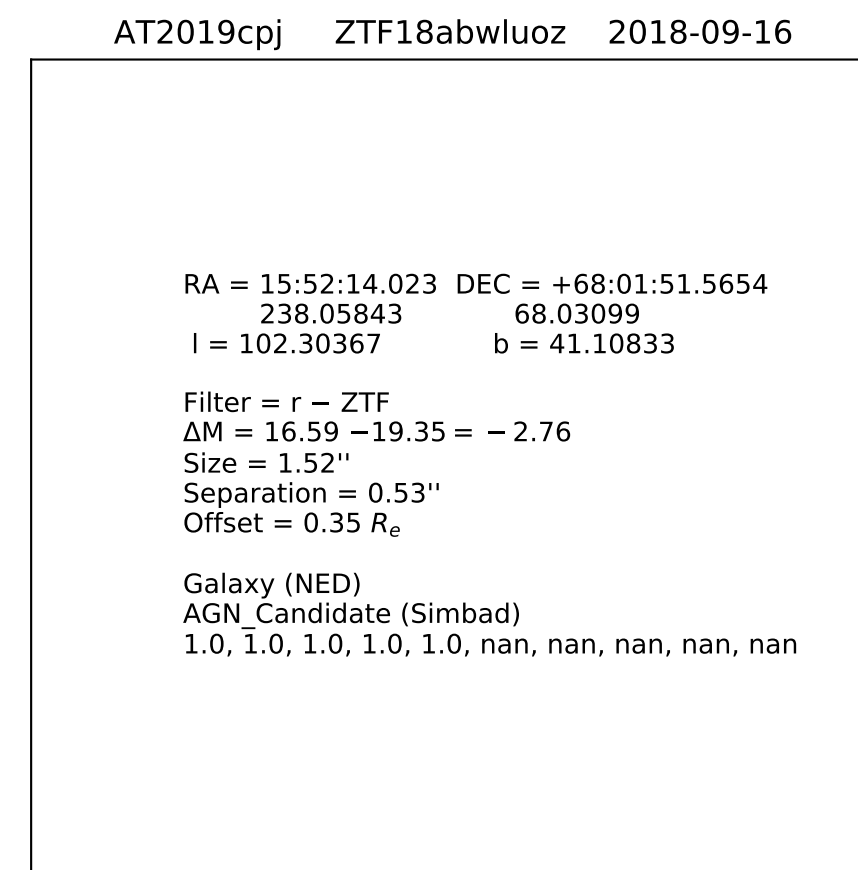 AT2019cpj ZTF18abwluoz 2018-09-16
RA = 15:52:14.023 DEC = +68:01:51.5654
238.05843 68.03099
l = 102.30367 b = 41.10833
Filter = r − ZTF
ΔM = 16.59 −19.35 = −2.76
Size = 1.52''
Separation = 0.53''
Offset = 0.35 Re
Galaxy (NED)
AGN_Candidate (Simbad)
1.0, 1.0, 1.0, 1.0, 1.0, nan, nan, nan, nan, nan